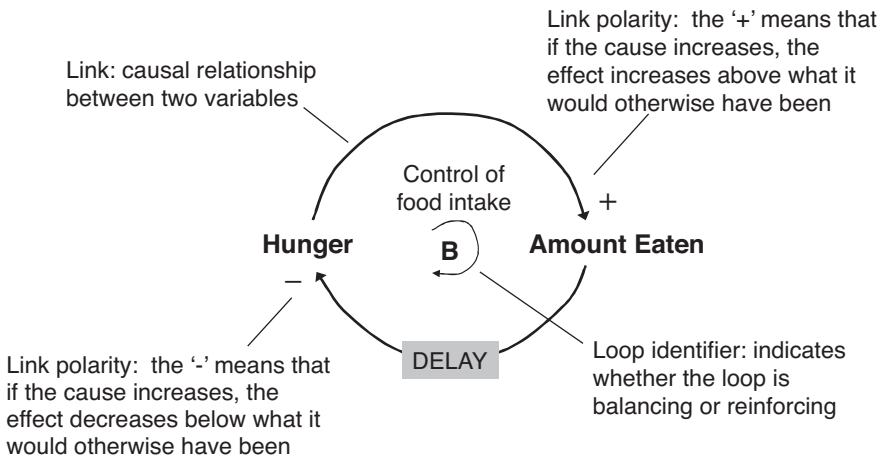 Link polarity: the ‘+’ means that
if the cause increases, the
effect increases above what it
would otherwise have been
Link: causal relationship
between two variables
Control of
food intake
+
Hunger
B
Amount Eaten
–
DELAY
Loop identifier: indicates
whether the loop is
balancing or reinforcing
Link polarity: the ‘-’ means that
if the cause increases, the
effect decreases below what it
would otherwise have been